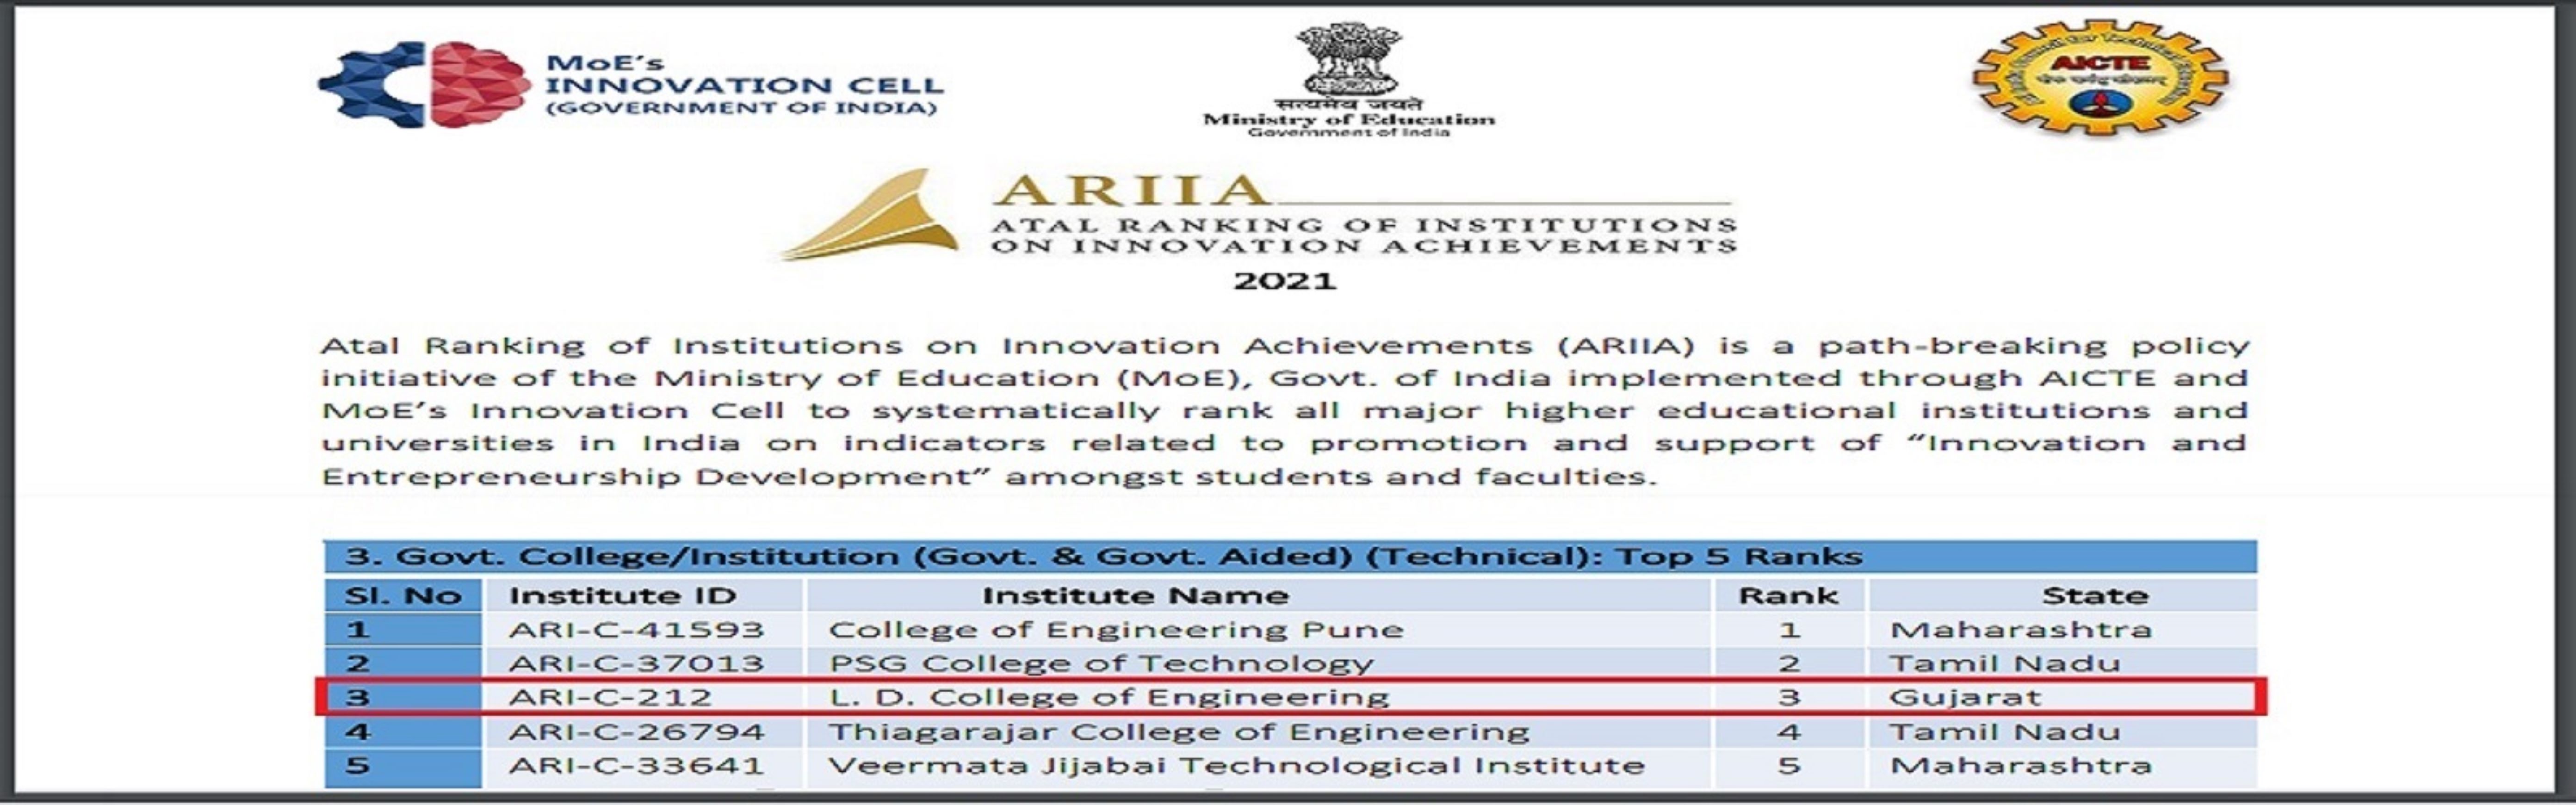 MoE's
INNOVATION CELL
(GOVERNMENT OF INDIA)
सत्यमेव जयते
Ministry of Education
Government of India
AICTE
ARIIA
ATAL RANKING OF INSTITUTIONS
ON INNOVATION ACHIEVEMENTS
2021
Atal Ranking of Institutions on Innovation Achievements (ARIIA) is a path-breaking policy
initiative of the Ministry of Education (MoE), Govt. of India implemented through AICTE and
MoE's Innovation Cell to systematically rank all major higher educational institutions and
universities in India on indicators related to promotion and support of “Innovation and
Entrepreneurship Development” amongst students and faculties.
3. Govt. College/Institution (Govt. & Govt. Aided) (Technical): Top 5 Ranks
Sl. No Institute ID Institute Name Rank State
1 ARI-C-41593 College of Engineering Pune 1 Maharashtra
2 ARI-C-37013 PSG College of Technology 2 Tamil Nadu
3 ARI-C-212 L. D. College of Engineering 3 Gujarat
4 ARI-C-26794 Thiagarajar College of Engineering 4 Tamil Nadu
5 ARI-C-33641 Veermata Jijabai Technological Institute 5 Maharashtra